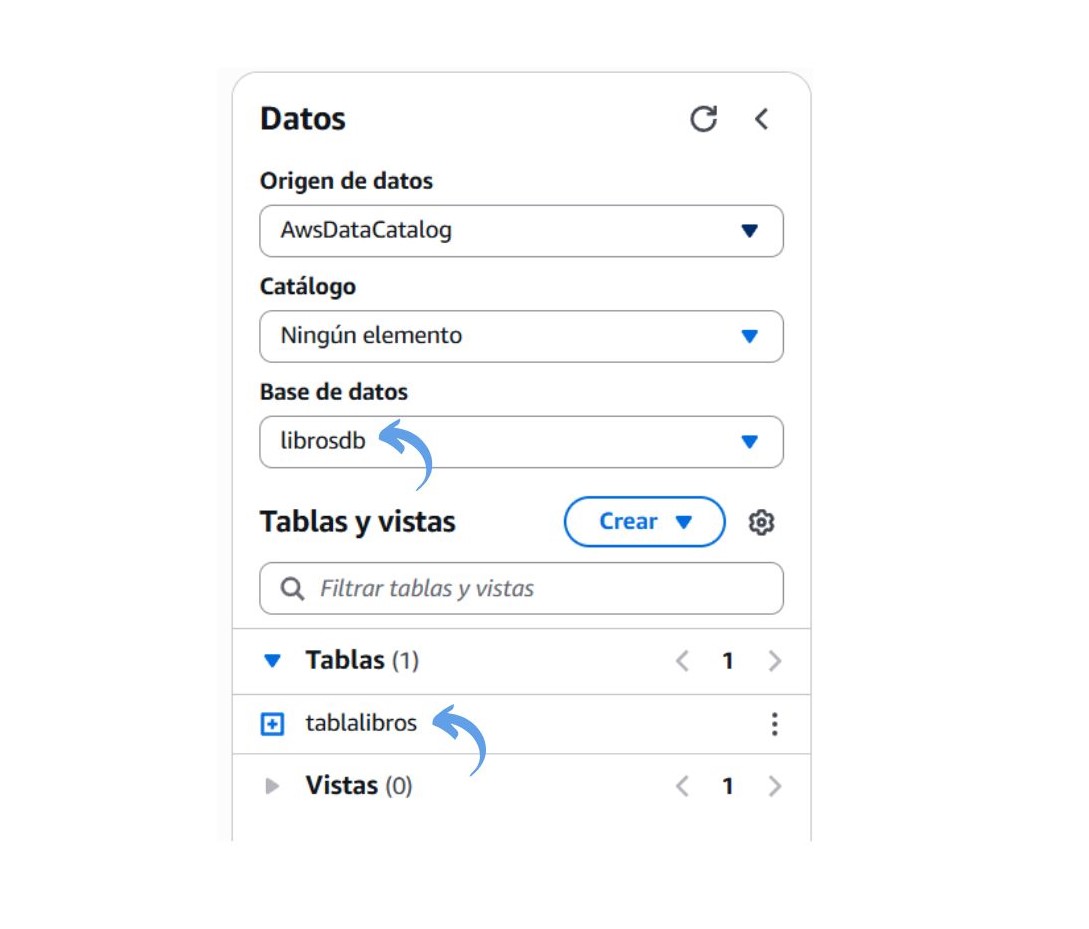 Datos
Origen de datos
AwsDataCatalog
Catálogo
Ningún elemento
Base de datos
librosdb
Tablas y vistas
Crear
Filtrar tablas y vistas
Tablas (1) 1
tablalibros
Vistas (0) 1